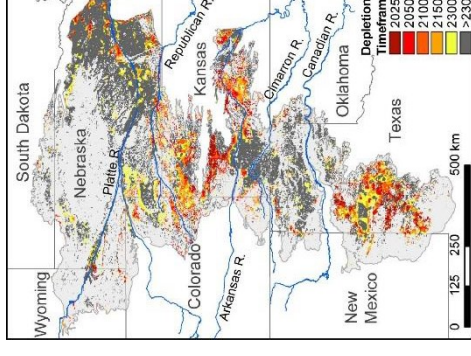 South Dakota
Wyoming
Nebraska
Platte R.
Republican R.
Colorado
Kansas
Arkansas R.
Cimarron R.
Canadian R.
Oklahoma
New
Mexico
Texas
Depletion
Timeframe
2025
2050
2100
2150
2300
>230
0
125
250
500 km